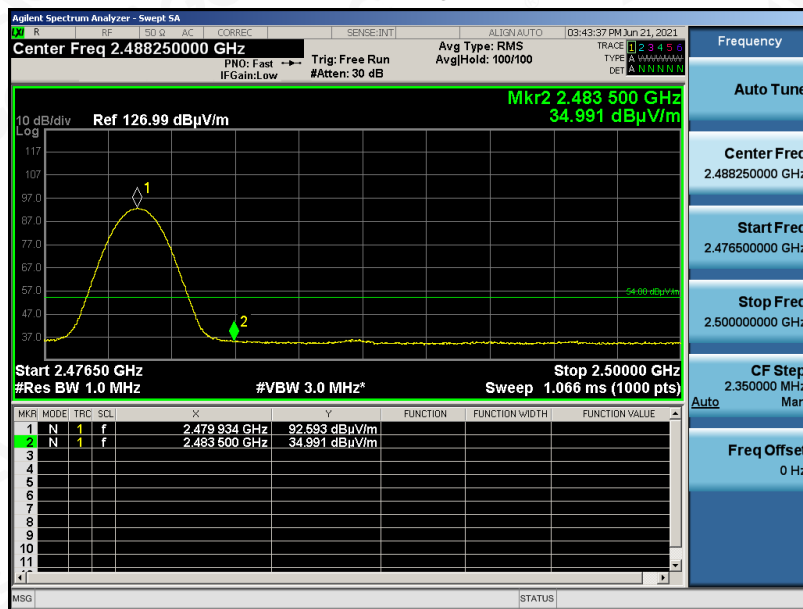 Agilent Spectrum Analyzer - Swept SA
LXI R RF 50 Ω AC CORREC SENSE:INT ALIGN AUTO 03:43:37 PM Jun 21, 2021
Center Freq 2.488250000 GHz
PNO: Fast
IFGain:Low
Trig: Free Run
#Atten: 30 dB
Avg Type: RMS
Avg|Hold: 100/100
TRACE 1 2 3 4 5 6
TYPE A WWWWW
DET A N N N N N
Mkr2 2.483 500 GHz
34.991 dBµV/m
10 dB/div Ref 126.99 dBµV/m
Log
117
107
97.0
87.0
77.0
67.0
57.0
47.0
37.0
1
2
54.00 dBµV/m
Start 2.47650 GHz Stop 2.50000 GHz
#Res BW 1.0 MHz #VBW 3.0 MHz* Sweep 1.066 ms (1000 pts)
MKR MODE TRC SCL X Y FUNCTION FUNCTION WIDTH FUNCTION VALUE
1 N 1 f 2.479 934 GHz 92.593 dBµV/m
2 N 1 f 2.483 500 GHz 34.991 dBµV/m
3
4
5
6
7
8
9
10
11
MSG STATUS
Frequency
Auto Tune
Center Freq
2.488250000 GHz
Start Freq
2.476500000 GHz
Stop Freq
2.500000000 GHz
CF Step
2.350000 MHz
Auto Man
Freq Offset
0 Hz